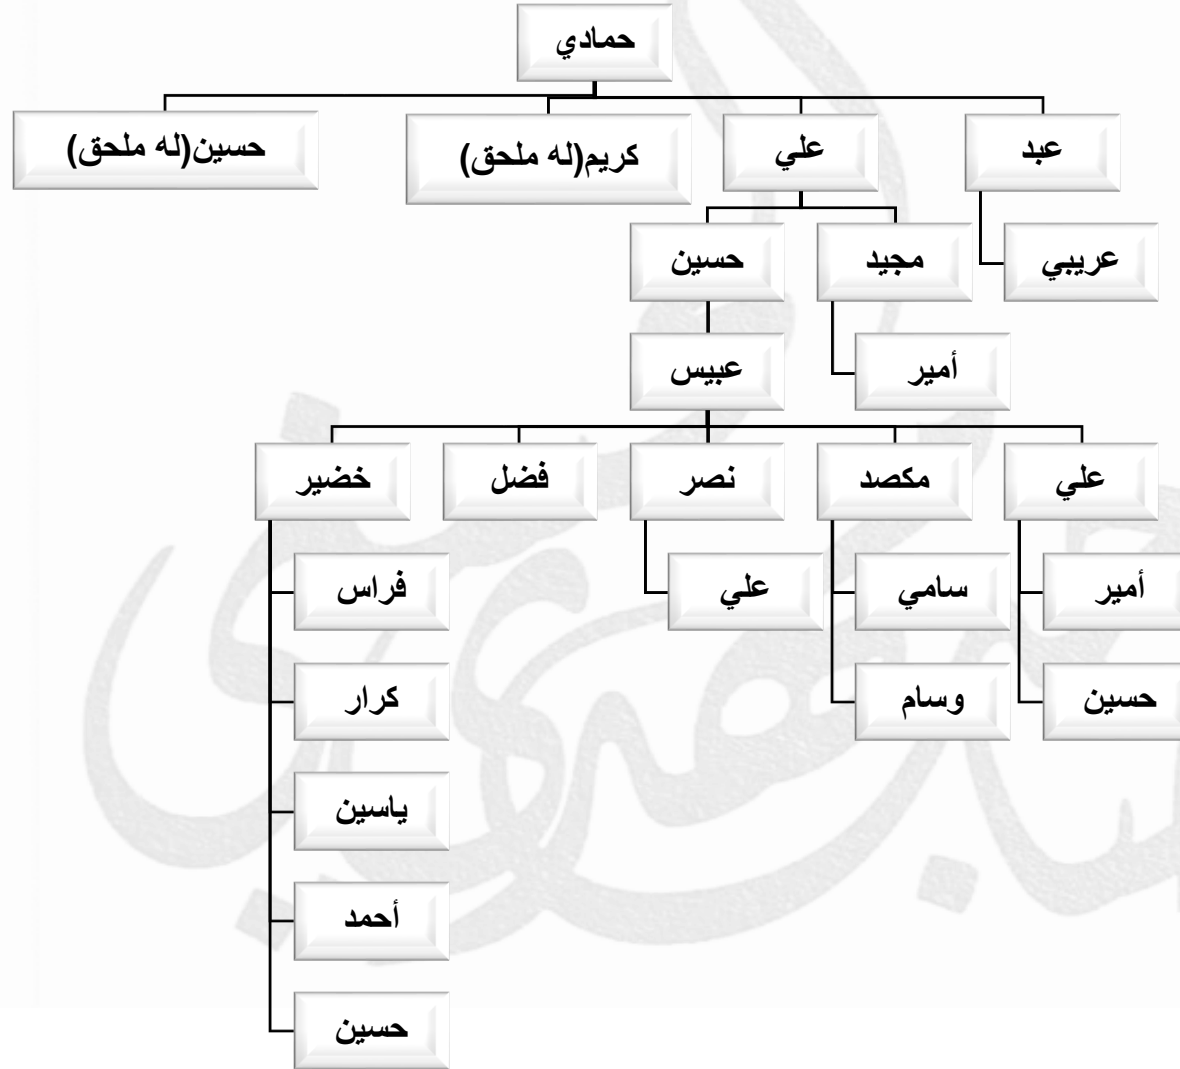 حمادي
عبد
علي
كريم(له ملحق)
حسين(له ملحق)
عريبي
مجيد
حسين
أمير
عبيس
علي
مكصد
نصر
فضل
خضير
أمير
سامي
علي
فراس
حسين
وسام
كرار
ياسين
أحمد
حسين